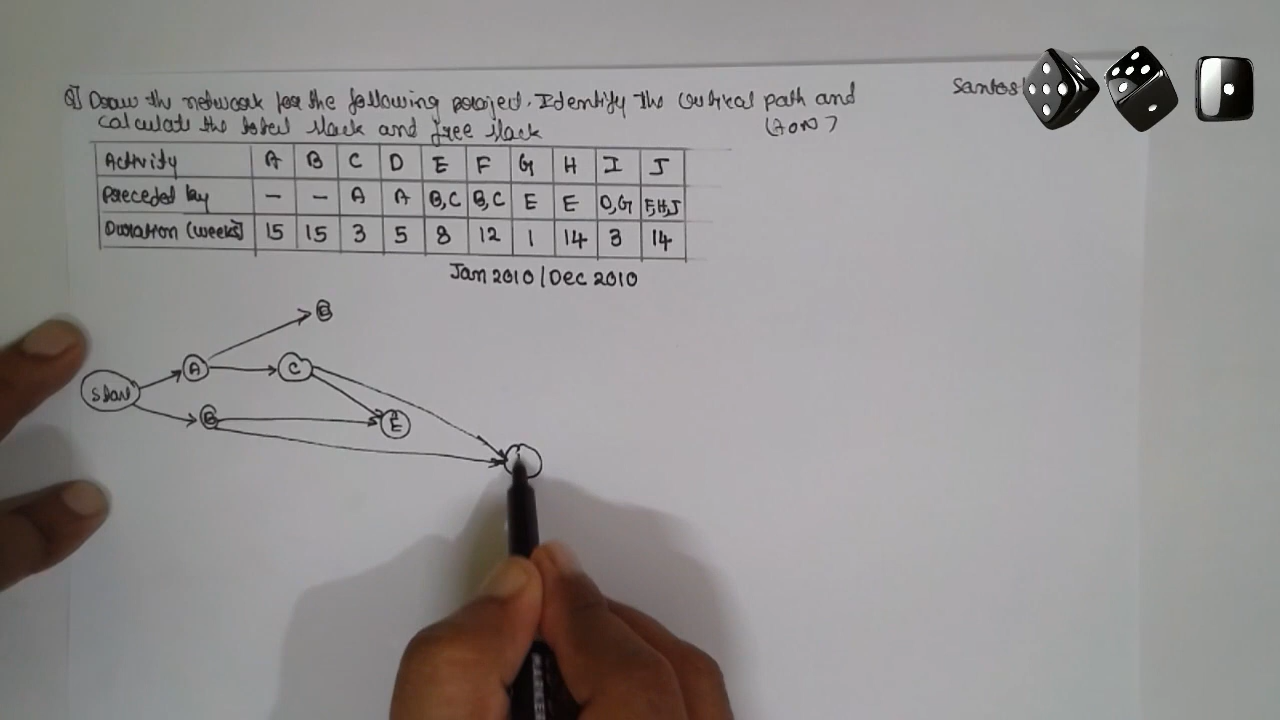 Q] Draw the network for the following project. Identify the critical path and
calculate the total slack and free slack (AON)
Santos
Activity A B C D E F G H I J
Preceded by — — A A B,C B,C E E D,G F,H,I
Duration (weeks) 15 15 3 5 8 12 1 14 3 14
Jan 2010 / Dec 2010
A C
Start
B E